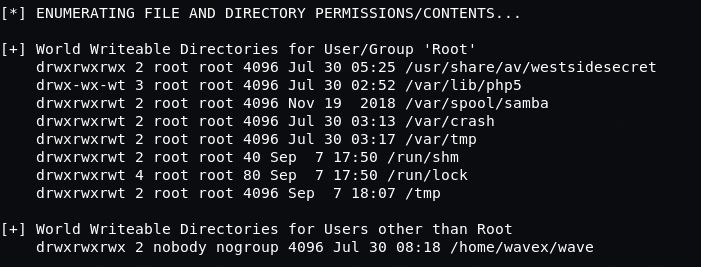 [*] ENUMERATING FILE AND DIRECTORY PERMISSIONS/CONTENTS...
[+] World Writeable Directories for User/Group 'Root'
drwxrwxrwx 2 root root 4096 Jul 30 05:25 /usr/share/av/westsidesecret
drwx-wx-wt 3 root root 4096 Jul 30 02:52 /var/lib/php5
drwxrwxrwt 2 root root 4096 Nov 19  2018 /var/spool/samba
drwxrwxrwt 2 root root 4096 Jul 30 03:13 /var/crash
drwxrwxrwt 2 root root 4096 Jul 30 03:17 /var/tmp
drwxrwxrwt 2 root root 40 Sep  7 17:50 /run/shm
drwxrwxrwt 4 root root 80 Sep  7 17:50 /run/lock
drwxrwxrwt 2 root root 4096 Sep  7 18:07 /tmp
[+] World Writeable Directories for Users other than Root
drwxrwxrwx 2 nobody nogroup 4096 Jul 30 08:18 /home/wavex/wave